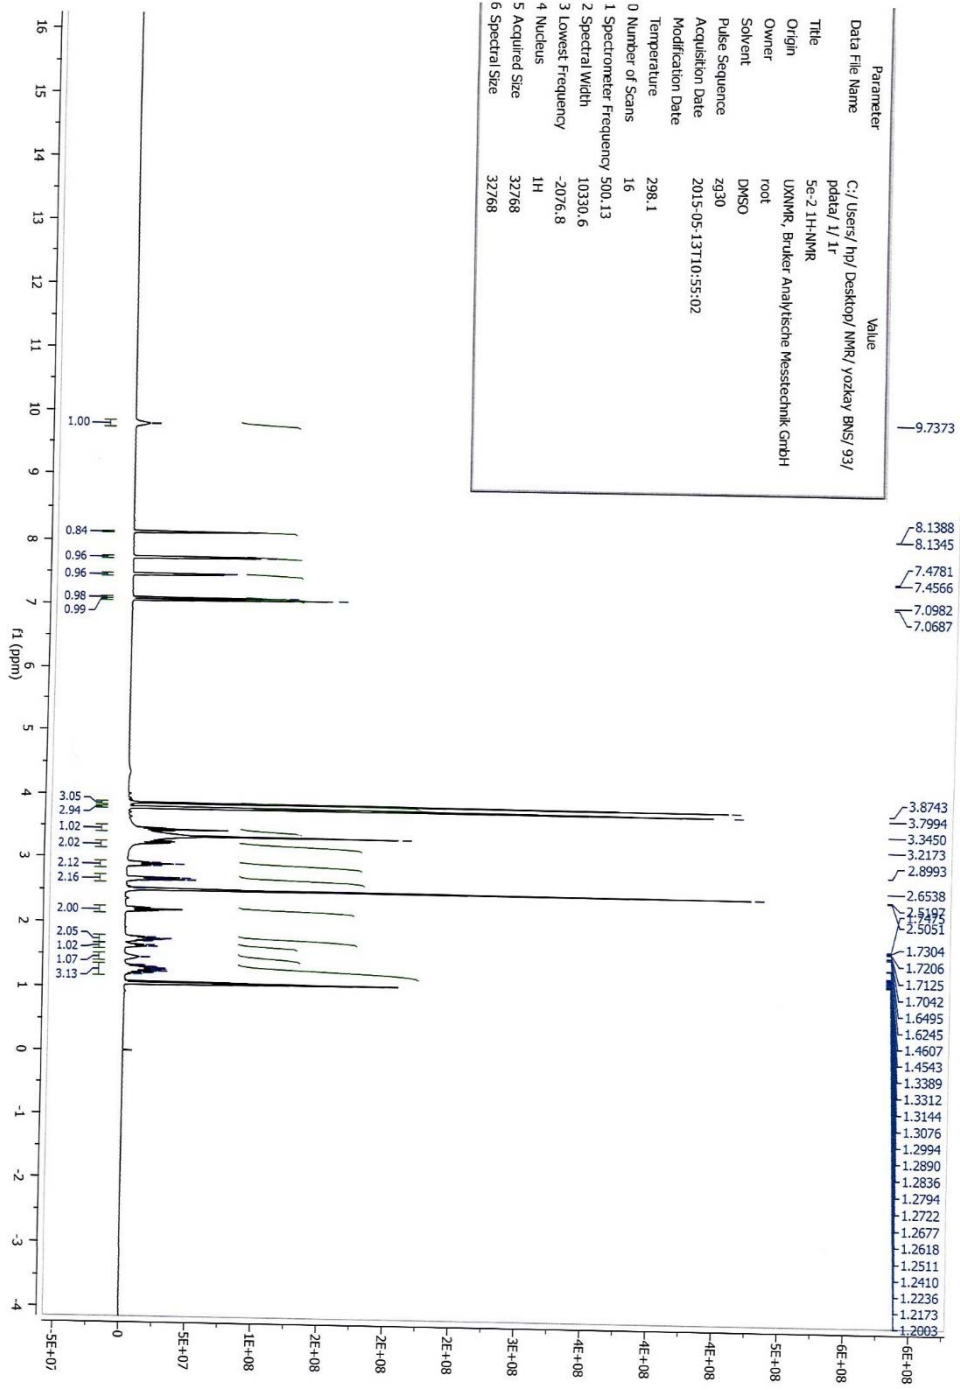 Parameter Value
Data File Name C:/ Users/ hp/ Desktop/ NMR/ yozkay BNS/ 93/
pdata/ 1/ 1r
Title 5e-2 1H-NMR
Origin UXNMR, Bruker Analytische Messtechnik GmbH
Owner root
Solvent DMSO
Pulse Sequence zg30
Acquisition Date 2015-05-13T10:55:02
Modification Date
Temperature 298.1
0 Number of Scans 16
1 Spectrometer Frequency 500.13
2 Spectral Width 10330.6
3 Lowest Frequency -2076.8
4 Nucleus 1H
5 Acquired Size 32768
6 Spectral Size 32768
9.7373
8.1388
8.1345
7.4781
7.4566
7.0982
7.0687
3.8743
3.7994
3.3450
3.2173
2.8993
2.6538
2.5197
1.7475
2.5051
1.7304
1.7206
1.7125
1.7042
1.6495
1.6245
1.4607
1.4543
1.3389
1.3312
1.3144
1.3076
1.2994
1.2890
1.2836
1.2794
1.2722
1.2677
1.2618
1.2511
1.2410
1.2236
1.2173
1.2003
6E+08
5E+08
4E+08
4E+08
3E+08
2E+08
2E+08
1E+08
5E+07
0
-5E+07
1.00
0.84
0.96
0.96
0.98
0.99
3.05
2.94
1.02
2.02
2.12
2.16
2.00
2.05
1.02
1.07
3.13
16 15 14 13 12 11 10 9 8 7 6 5 4 3 2 1 0 -1 -2 -3 -4
f1 (ppm)